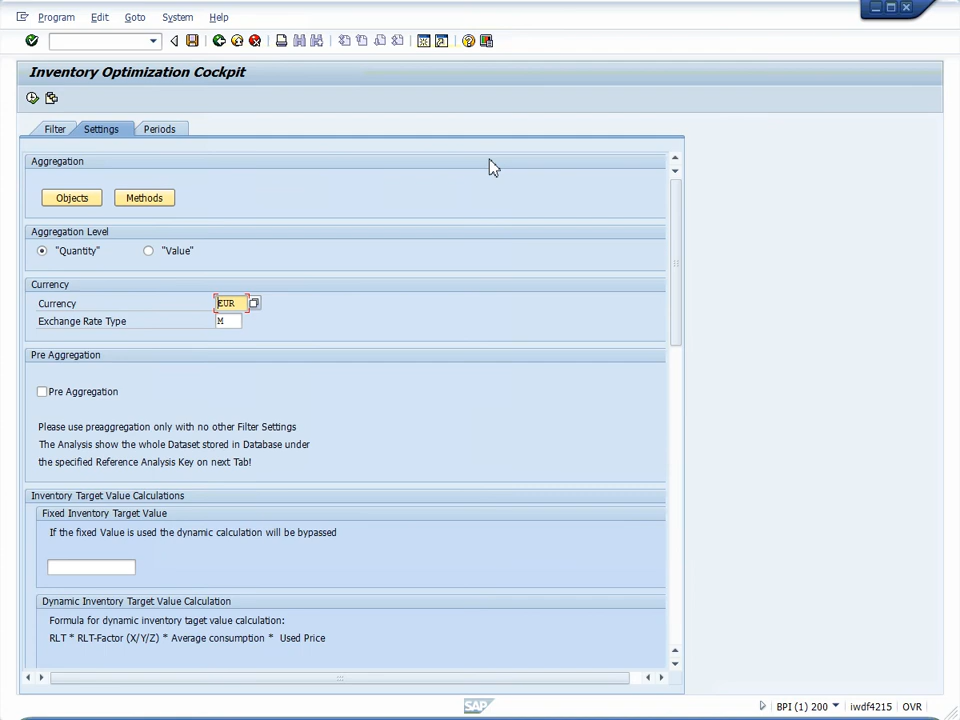 Program Edit Goto System Help
Inventory Optimization Cockpit
Filter Settings Periods
Aggregation
Objects Methods
Aggregation Level
"Quantity" "Value"
Currency
Currency EUR
Exchange Rate Type M
Pre Aggregation
Pre Aggregation
Please use preaggregation only with no other Filter Settings
The Analysis show the whole Dataset stored in Database under
the specified Reference Analysis Key on next Tab!
Inventory Target Value Calculations
Fixed Inventory Target Value
If the fixed Value is used the dynamic calculation will be bypassed
Dynamic Inventory Target Value Calculation
Formula for dynamic inventory taget value calculation:
RLT * RLT-Factor (X/Y/Z) * Average consumption * Used Price
SAP BPI (1) 200 iwdf4215 OVR